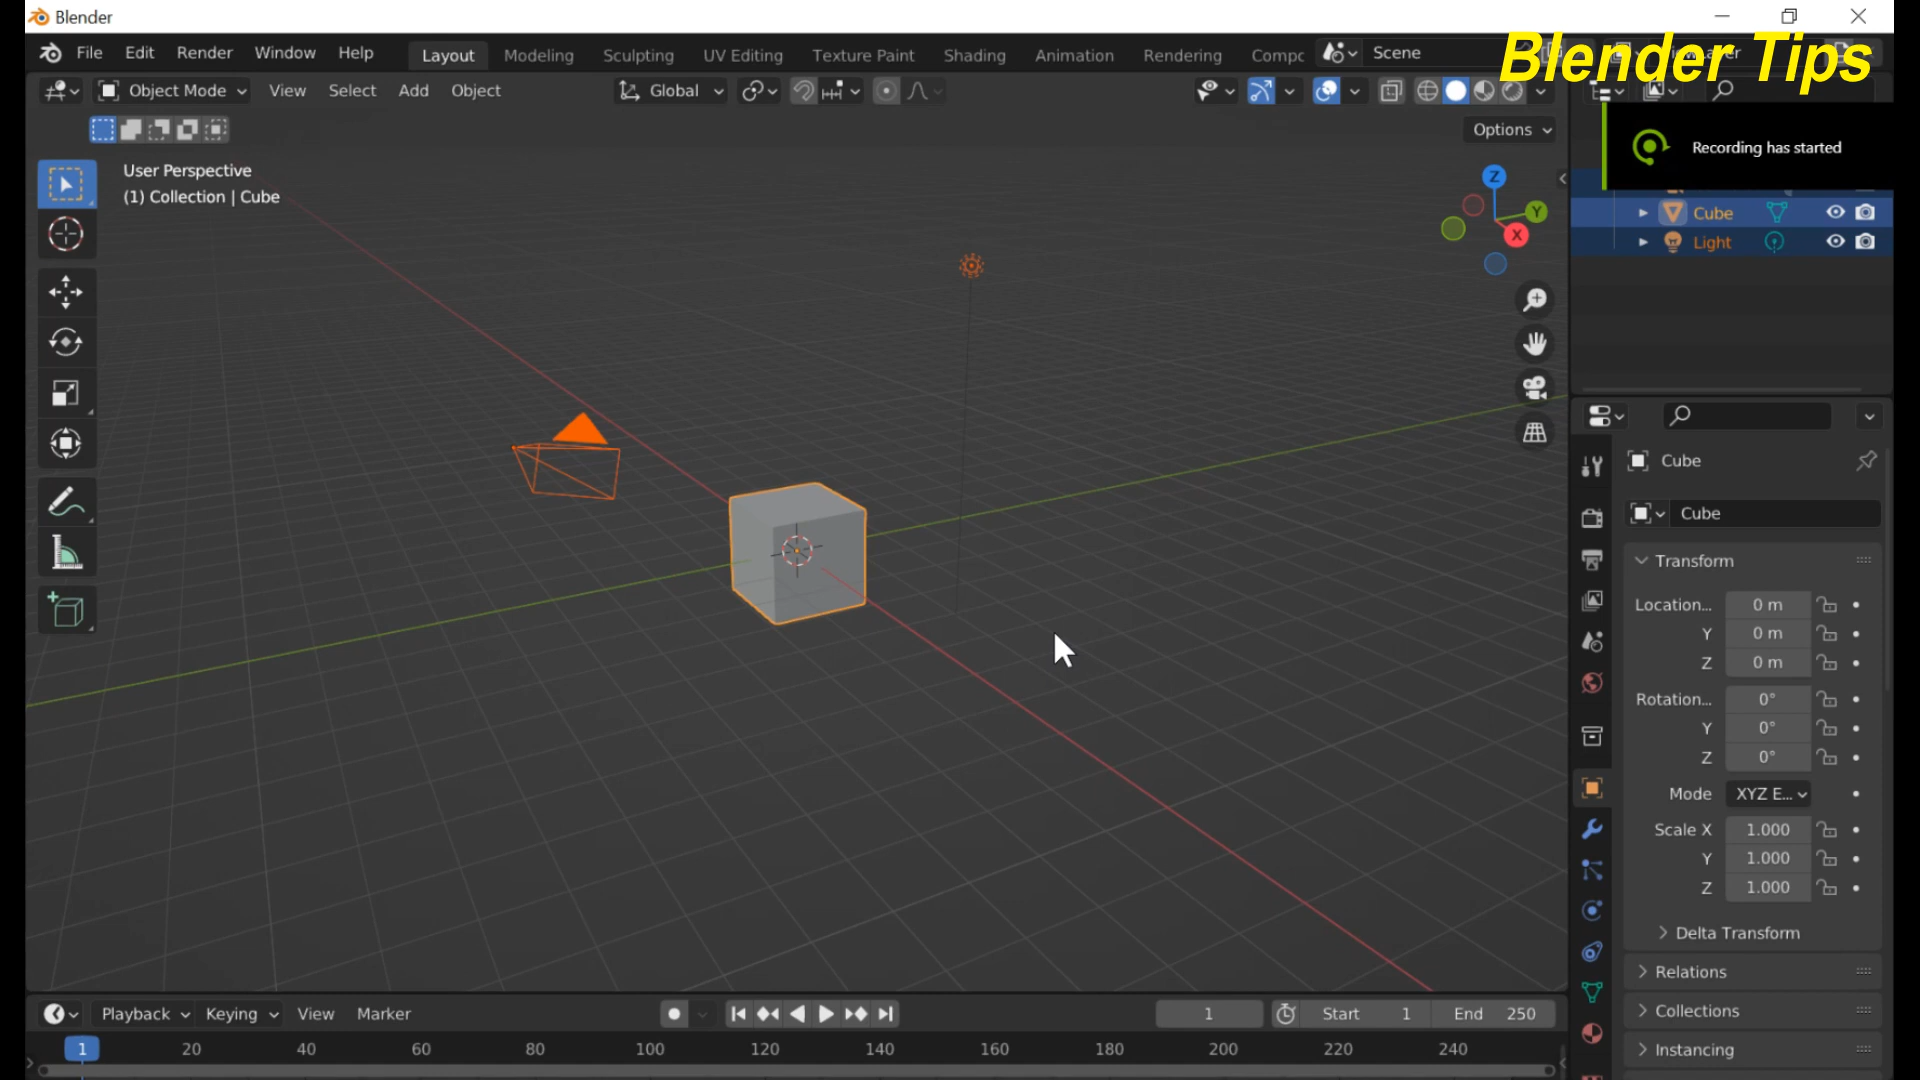 Blender
File Edit Render Window Help Layout Modeling Sculpting UV Editing Texture Paint Shading Animation Rendering Compc Scene
Blender Tips
Object Mode View Select Add Object Global
Options
Recording has started
User Perspective
(1) Collection | Cube
Z
Y
X
Cube
Light
Cube
Cube
Transform
Location... 0 m
Y 0 m
Z 0 m
Rotation... 0°
Y 0°
Z 0°
Mode XYZ E...
Scale X 1.000
Y 1.000
Z 1.000
Delta Transform
Relations
Collections
Instancing
Playback Keying View Marker 1 Start 1 End 250
1 20 40 60 80 100 120 140 160 180 200 220 240